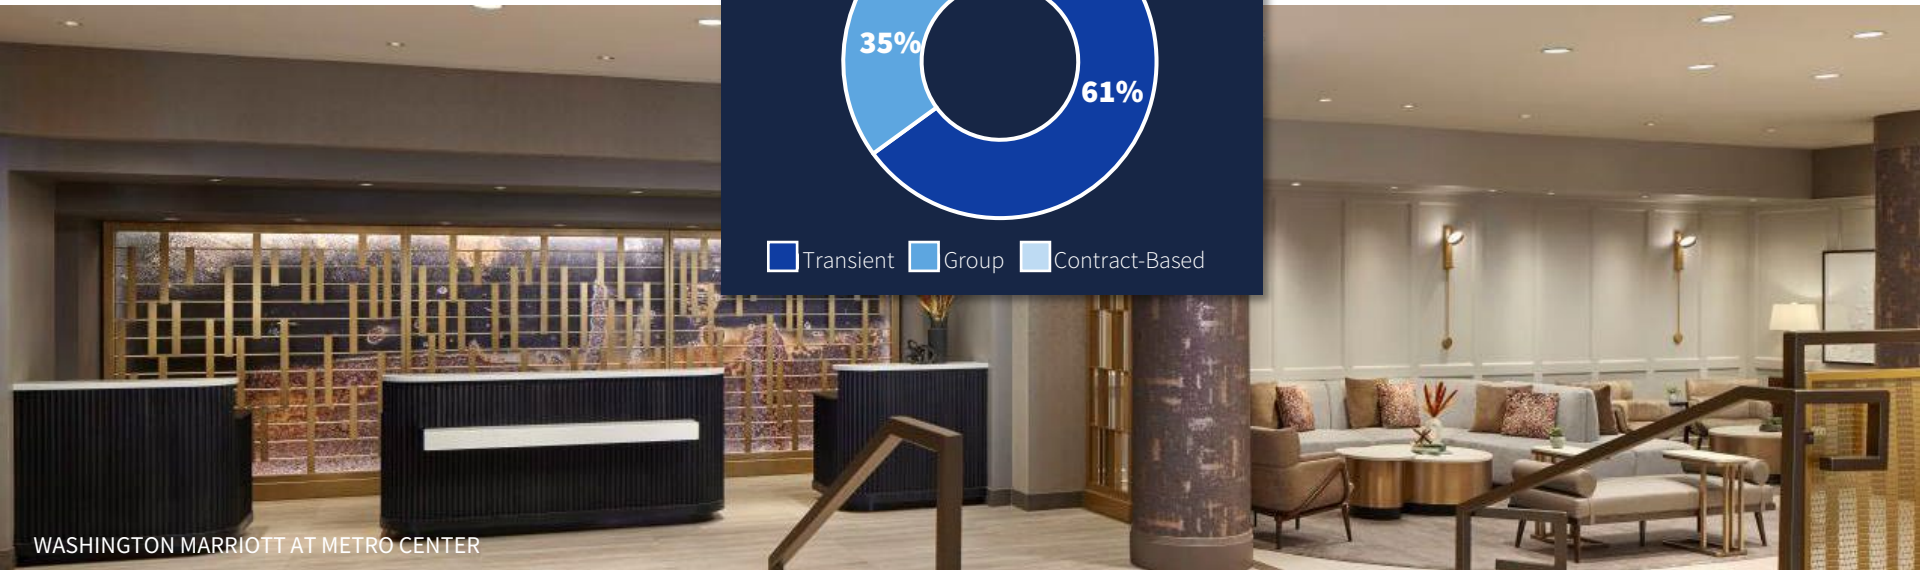 35%
61%
Transient Group Contract-Based
WASHINGTON MARRIOTT AT METRO CENTER